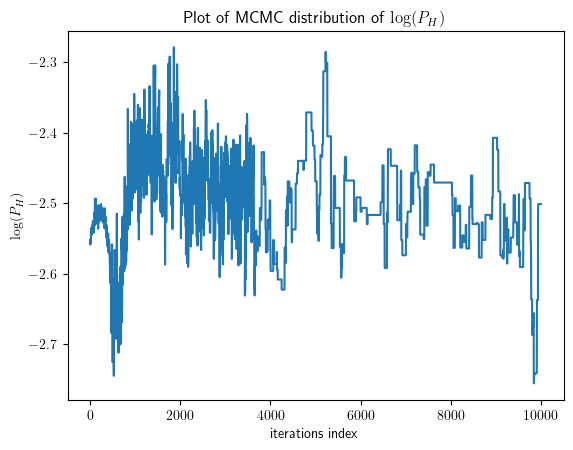 Plot of MCMC distribution of log(P_H)
log(P_H)
−2.3
−2.4
−2.5
−2.6
−2.7
0 2000 4000 6000 8000 10000
iterations index